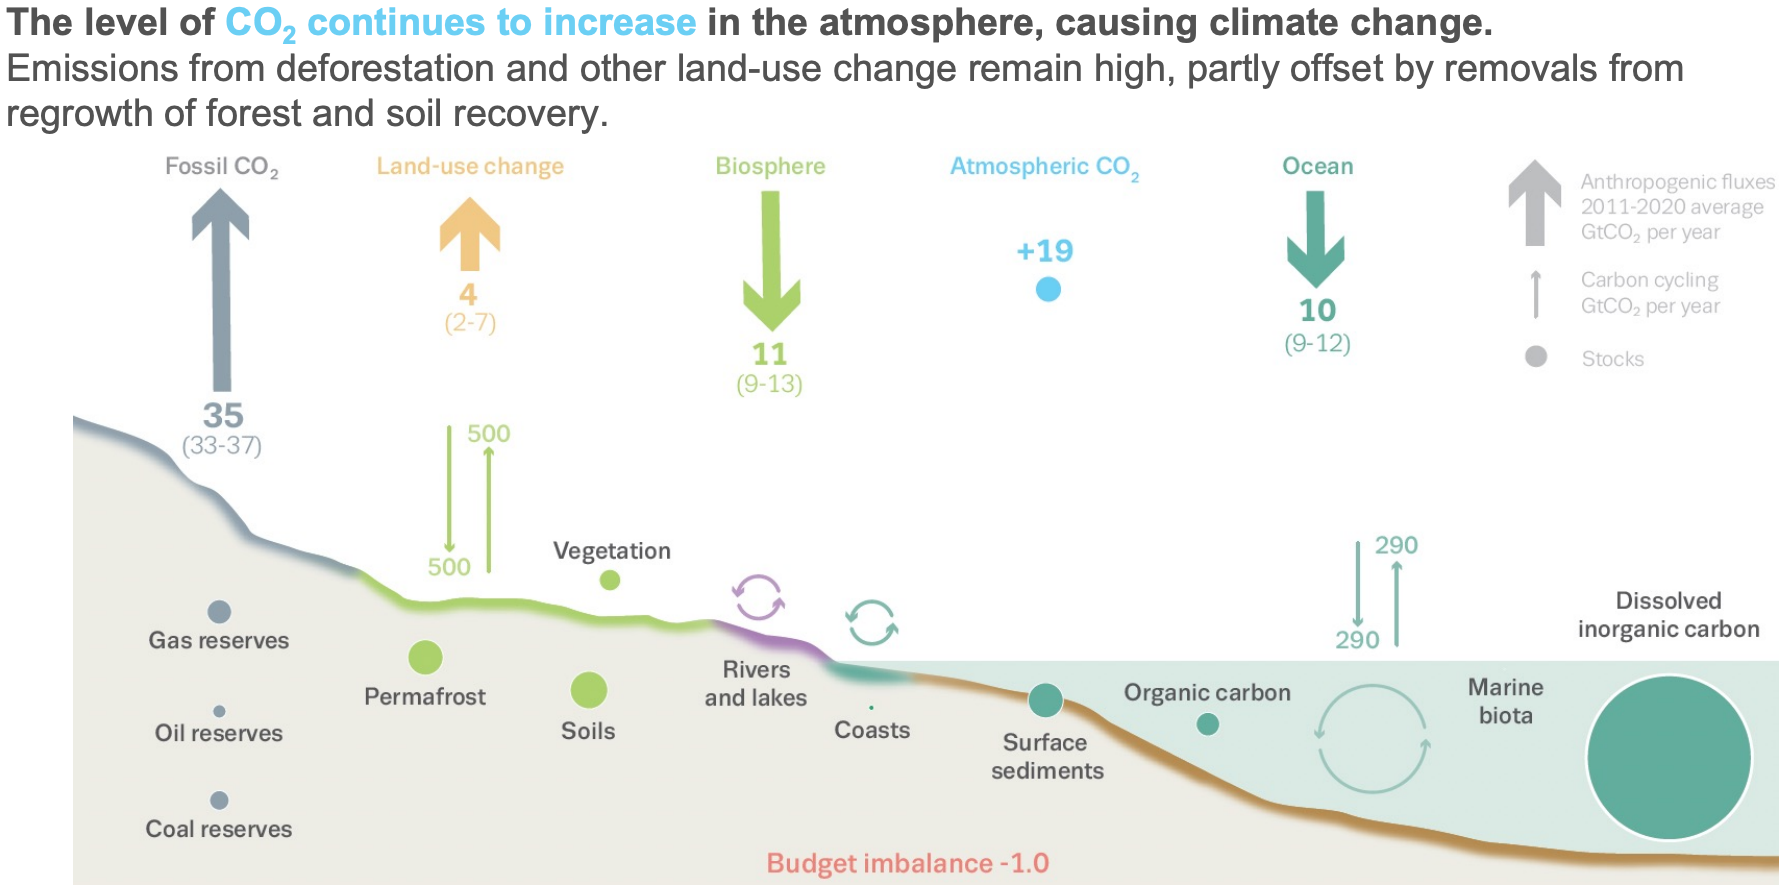 The level of CO₂ continues to increase in the atmosphere, causing climate change.
Emissions from deforestation and other land-use change remain high, partly offset by removals from
regrowth of forest and soil recovery.
Fossil CO₂
Land-use change
Biosphere
Atmospheric CO₂
Ocean
Anthropogenic fluxes
2011-2020 average
GtCO₂ per year
+19
4
(2-7)
10
(9-12)
Carbon cycling
GtCO₂ per year
11
(9-13)
Stocks
35
(33-37)
500
500
Vegetation
290
290
Dissolved
inorganic carbon
Gas reserves
Permafrost
Soils
Rivers
and lakes
Coasts
Organic carbon
Marine
biota
Surface
sediments
Oil reserves
Coal reserves
Budget imbalance -1.0